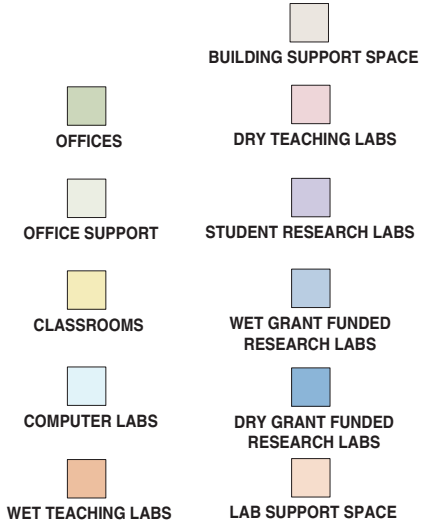 BUILDING SUPPORT SPACE
OFFICES
DRY TEACHING LABS
OFFICE SUPPORT
STUDENT RESEARCH LABS
CLASSROOMS
WET GRANT FUNDED
RESEARCH LABS
COMPUTER LABS
DRY GRANT FUNDED
RESEARCH LABS
WET TEACHING LABS
LAB SUPPORT SPACE